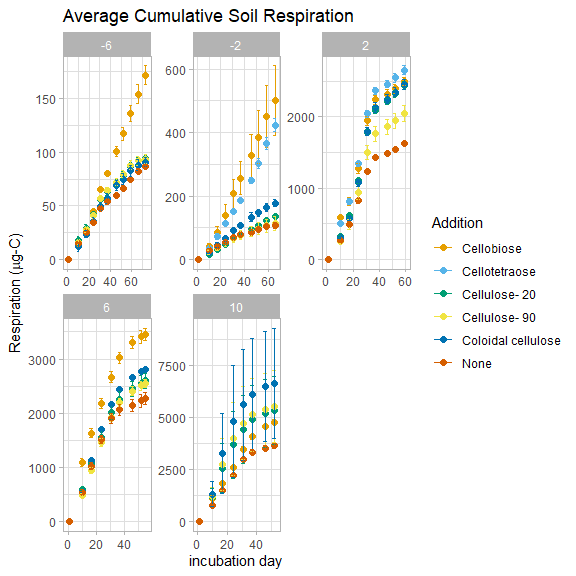 Average Cumulative Soil Respiration
-6
-2
2
150
100
50
0
0 20 40 60
600
400
200
0
0 20 40 60
2000
1000
0
0 20 40 60
6
10
3000
2000
1000
0
0 20 40
7500
5000
2500
0
0 20 40
Respiration (µg-C)
incubation day
Addition
Cellobiose
Cellotetraose
Cellulose- 20
Cellulose- 90
Coloidal cellulose
None